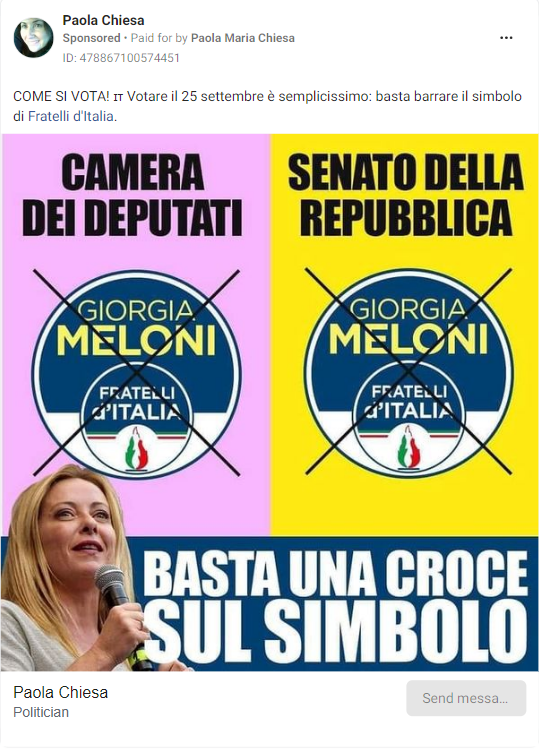 Paola Chiesa
Sponsored • Paid for by Paola Maria Chiesa
ID: 478867100574451
COME SI VOTA! IT Votare il 25 settembre è semplicissimo: basta barrare il simbolo
di Fratelli d'Italia.
CAMERA
DEI DEPUTATI
GIORGIA
MELONI
FRATELLI
d'ITALIA
SENATO DELLA
REPUBBLICA
GIORGIA
MELONI
FRATELLI
d'ITALIA
BASTA UNA CROCE
SUL SIMBOLO
Paola Chiesa
Politician
Send messa...